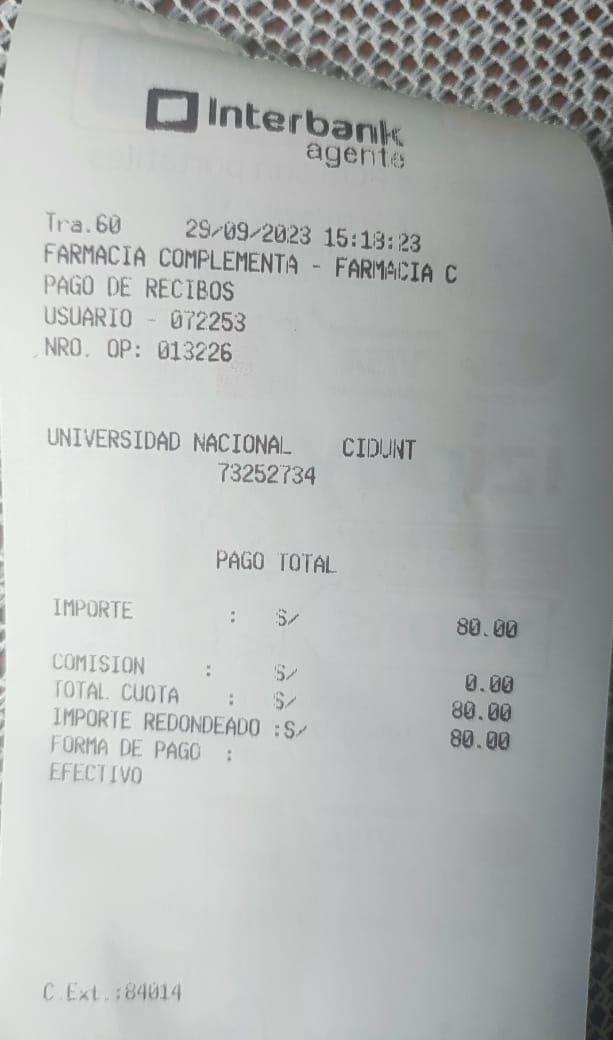 Interbank
agente
Tra.60 29/09/2023 15:18:23
FARMACIA COMPLEMENTA - FARMACIA C
PAGO DE RECIBOS
USUARIO - 072253
NRO. OP: 013226
UNIVERSIDAD NACIONAL CIDUNT
73252734
PAGO TOTAL
IMPORTE : S/ 80.00
COMISION : S/ 0.00
TOTAL CUOTA : S/ 80.00
IMPORTE REDONDEADO :S/ 80.00
FORMA DE PAGO :
EFECTIVO
C.Ext.:84014